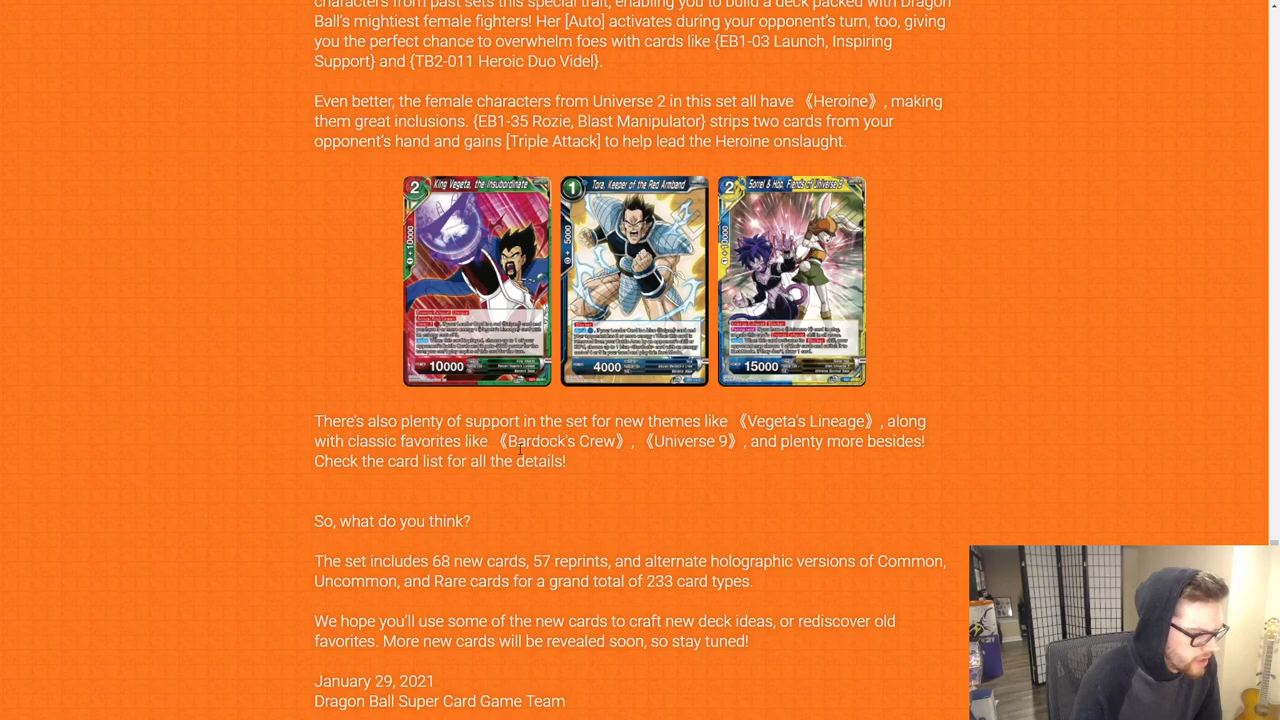 characters from past sets this special trait, enabling you to build a deck packed with Dragon
Ball's mightiest female fighters! Her [Auto] activates during your opponent's turn, too, giving
you the perfect chance to overwhelm foes with cards like {EB1-03 Launch, Inspiring
Support} and {TB2-011 Heroic Duo Videl}.
Even better, the female characters from Universe 2 in this set all have 《Heroine》, making
them great inclusions. {EB1-35 Rozie, Blast Manipulator} strips two cards from your
opponent's hand and gains [Triple Attack] to help lead the Heroine onslaught.
2 King Vegeta, the Insubordinate
+10000
10000
1 Tora, Keeper of the Red Armband
+5000
4000
2 Sorrel & Hop, Fiends of Universe 9
+10000
15000
There's also plenty of support in the set for new themes like 《Vegeta's Lineage》, along
with classic favorites like 《Bardock's Crew》, 《Universe 9》, and plenty more besides!
Check the card list for all the details!
So, what do you think?
The set includes 68 new cards, 57 reprints, and alternate holographic versions of Common,
Uncommon, and Rare cards for a grand total of 233 card types.
We hope you'll use some of the new cards to craft new deck ideas, or rediscover old
favorites. More new cards will be revealed soon, so stay tuned!
January 29, 2021
Dragon Ball Super Card Game Team